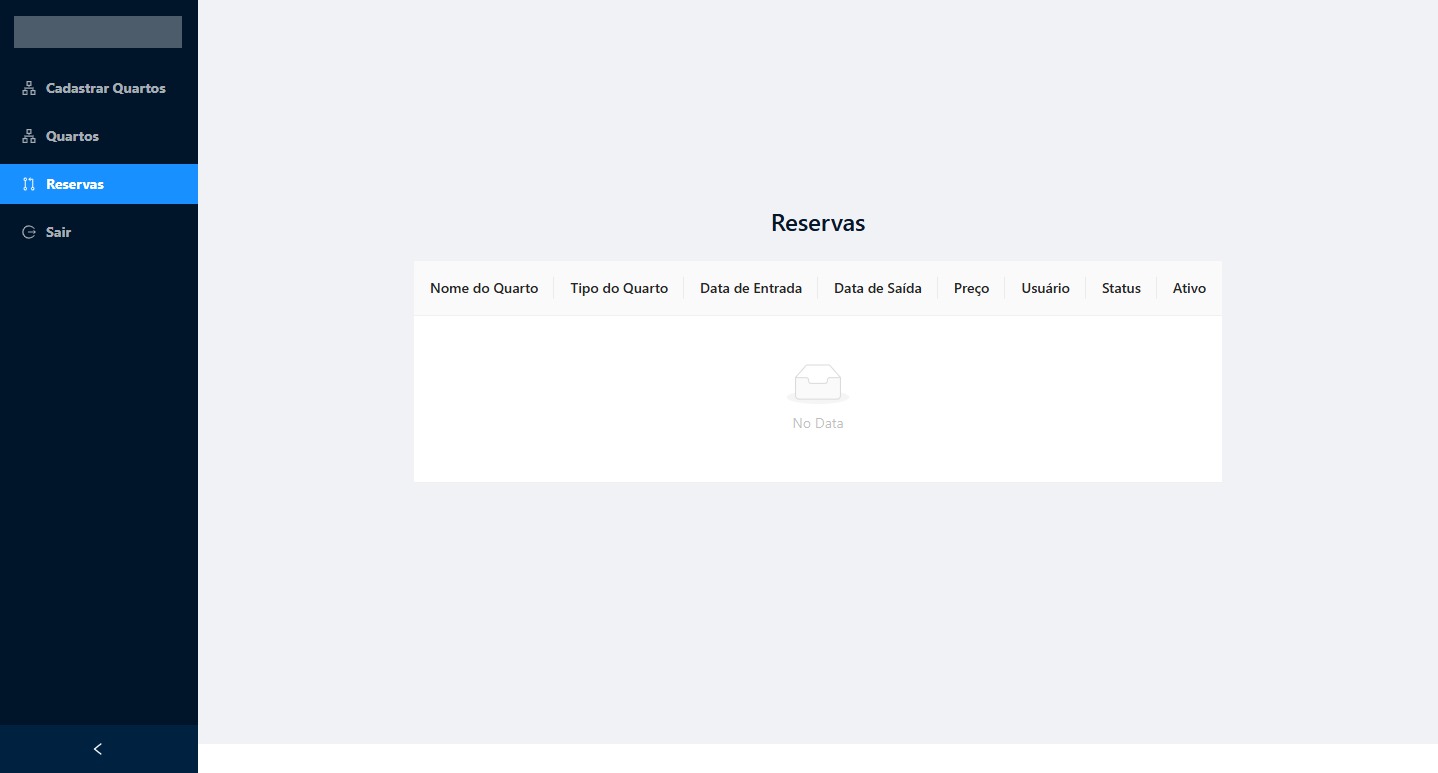 Cadastrar Quartos
Quartos
Reservas
Sair
Reservas
Nome do Quarto Tipo do Quarto Data de Entrada Data de Saída Preço Usuário Status Ativo
No Data